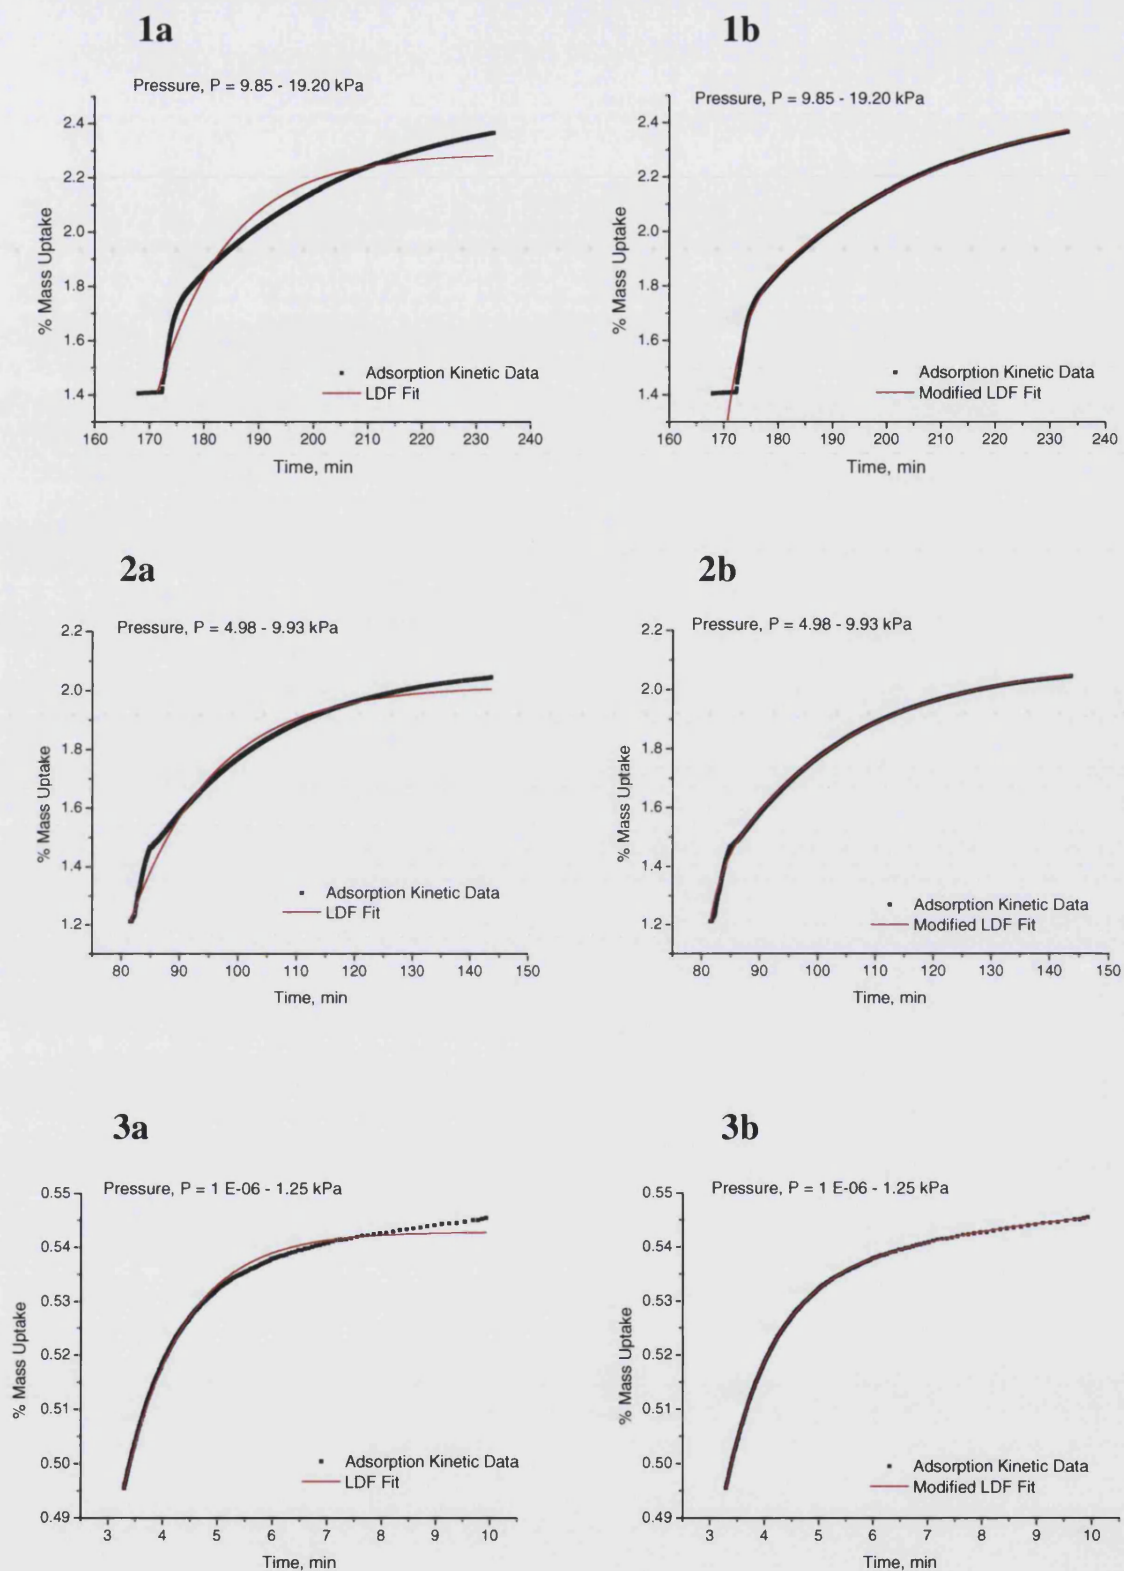 1a
Pressure, P = 9.85 - 19.20 kPa
2.4
2.2
2.0
1.8
1.6
1.4
% Mass Uptake
Adsorption Kinetic Data
LDF Fit
160 170 180 190 200 210 220 230 240
Time, min
1b
Pressure, P = 9.85 - 19.20 kPa
2.4
2.2
2.0
1.8
1.6
1.4
% Mass Uptake
Adsorption Kinetic Data
Modified LDF Fit
160 170 180 190 200 210 220 230 240
Time, min
2a
Pressure, P = 4.98 - 9.93 kPa
2.2
2.0
1.8
1.6
1.4
1.2
% Mass Uptake
Adsorption Kinetic Data
LDF Fit
80 90 100 110 120 130 140 150
Time, min
2b
Pressure, P = 4.98 - 9.93 kPa
2.2
2.0
1.8
1.6
1.4
1.2
% Mass Uptake
Adsorption Kinetic Data
Modified LDF Fit
80 90 100 110 120 130 140 150
Time, min
3a
Pressure, P = 1 E-06 - 1.25 kPa
0.55
0.54
0.53
0.52
0.51
0.50
0.49
% Mass Uptake
Adsorption Kinetic Data
LDF Fit
3 4 5 6 7 8 9 10
Time, min
3b
Pressure, P = 1 E-06 - 1.25 kPa
0.55
0.54
0.53
0.52
0.51
0.50
0.49
% Mass Uptake
Adsorption Kinetic Data
Modified LDF Fit
3 4 5 6 7 8 9 10
Time, min